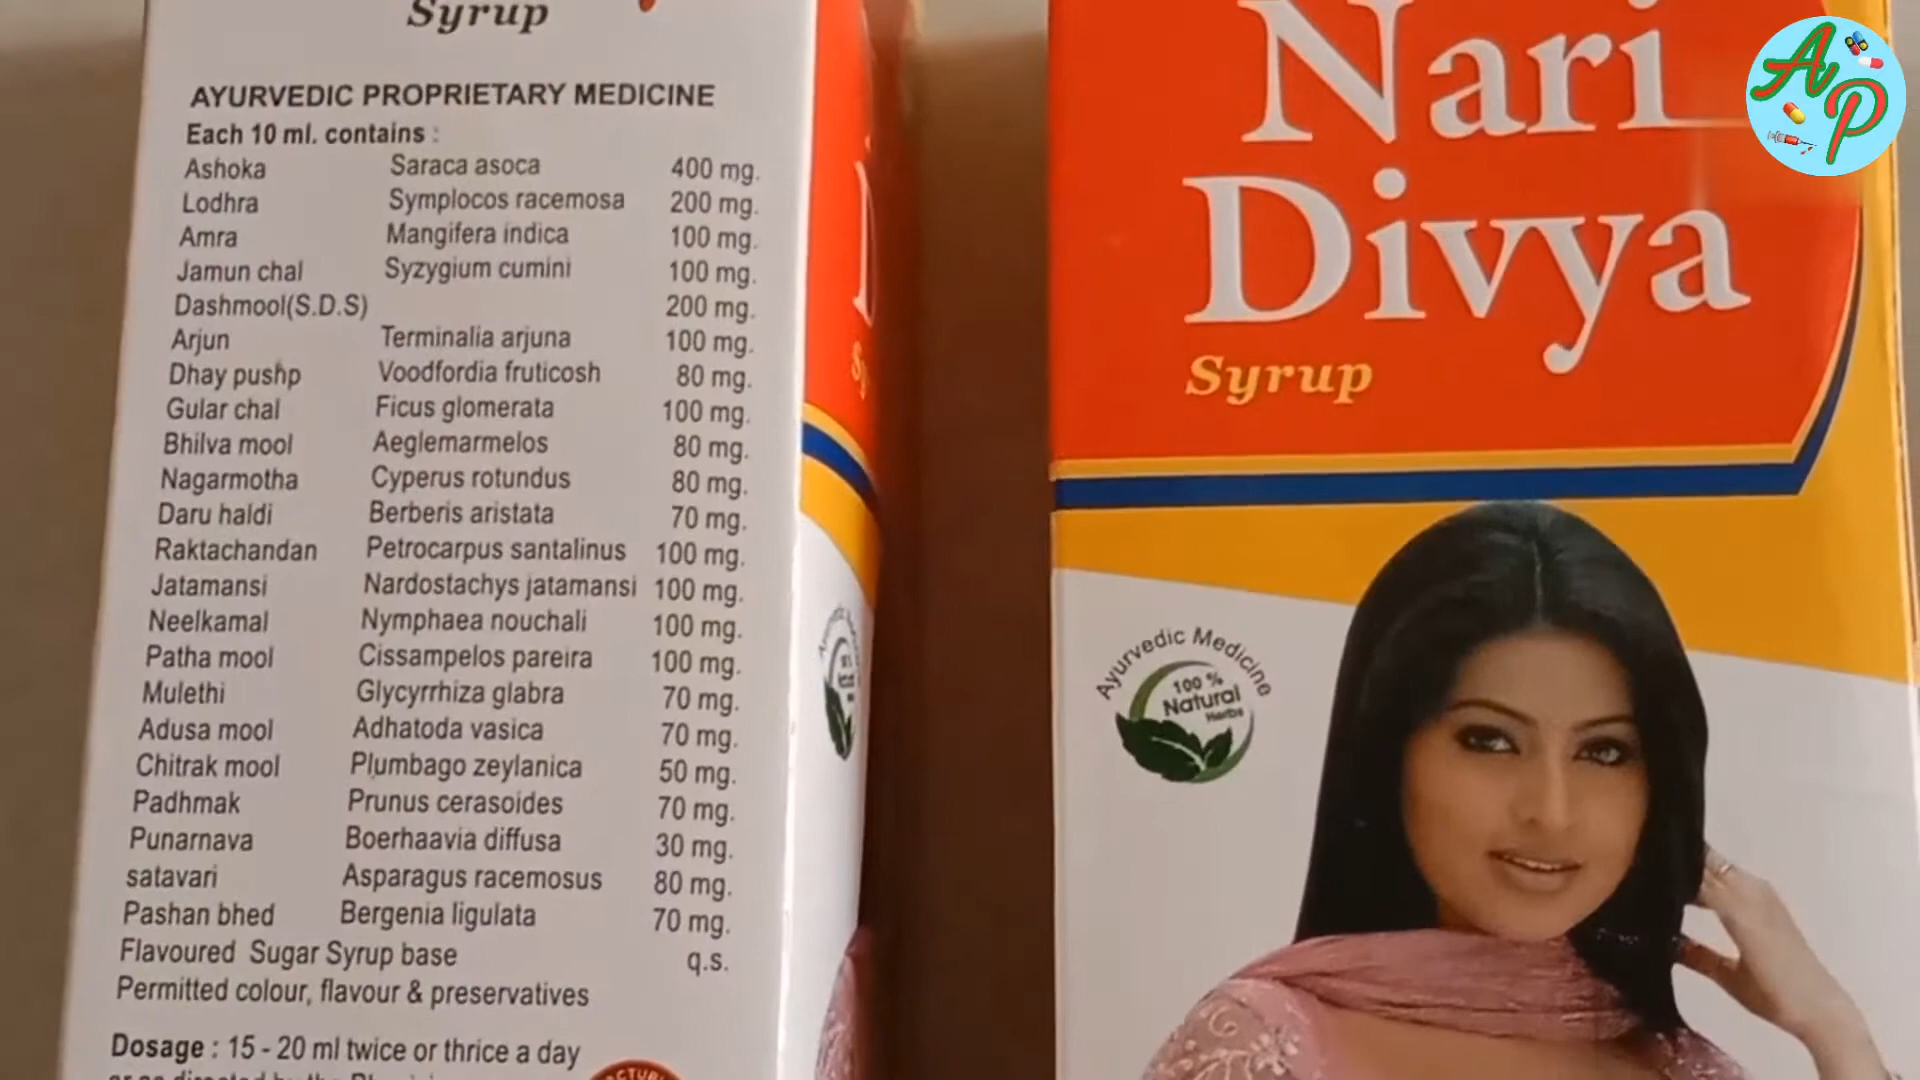 Syrup
AYURVEDIC PROPRIETARY MEDICINE
Each 10 ml. contains :
Ashoka Saraca asoca 400 mg.
Lodhra Symplocos racemosa 200 mg.
Amra Mangifera indica 100 mg.
Jamun chal Syzygium cumini 100 mg.
Dashmool(S.D.S) 200 mg.
Arjun Terminalia arjuna 100 mg.
Dhay pushp Voodfordia fruticosh 80 mg.
Gular chal Ficus glomerata 100 mg.
Bhilva mool Aeglemarmelos 80 mg.
Nagarmotha Cyperus rotundus 80 mg.
Daru haldi Berberis aristata 70 mg.
Raktachandan Petrocarpus santalinus 100 mg.
Jatamansi Nardostachys jatamansi 100 mg.
Neelkamal Nymphaea nouchali 100 mg.
Patha mool Cissampelos pareira 100 mg.
Mulethi Glycyrrhiza glabra 70 mg.
Adusa mool Adhatoda vasica 70 mg.
Chitrak mool Plumbago zeylanica 50 mg.
Padhmak Prunus cerasoides 70 mg.
Punarnava Boerhaavia diffusa 30 mg.
satavari Asparagus racemosus 80 mg.
Pashan bhed Bergenia ligulata 70 mg.
Flavoured Sugar Syrup base q.s.
Permitted colour, flavour & preservatives
Dosage : 15 - 20 ml twice or thrice a day
Nari
Divya
Syrup
Ayurvedic Medicine
100 %
Natural
Herbs
AP